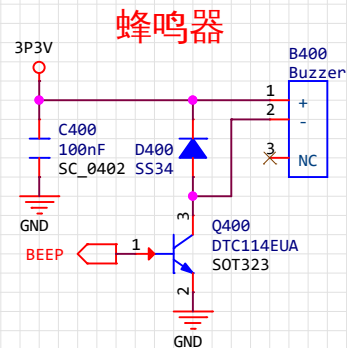 蜂鸣器
3P3V
B400
Buzzer
1
+
2
-
3
NC
C400
100nF
SC_0402
D400
SS34
GND
3
Q400
DTC114EUA
SOT323
BEEP
1
2
GND